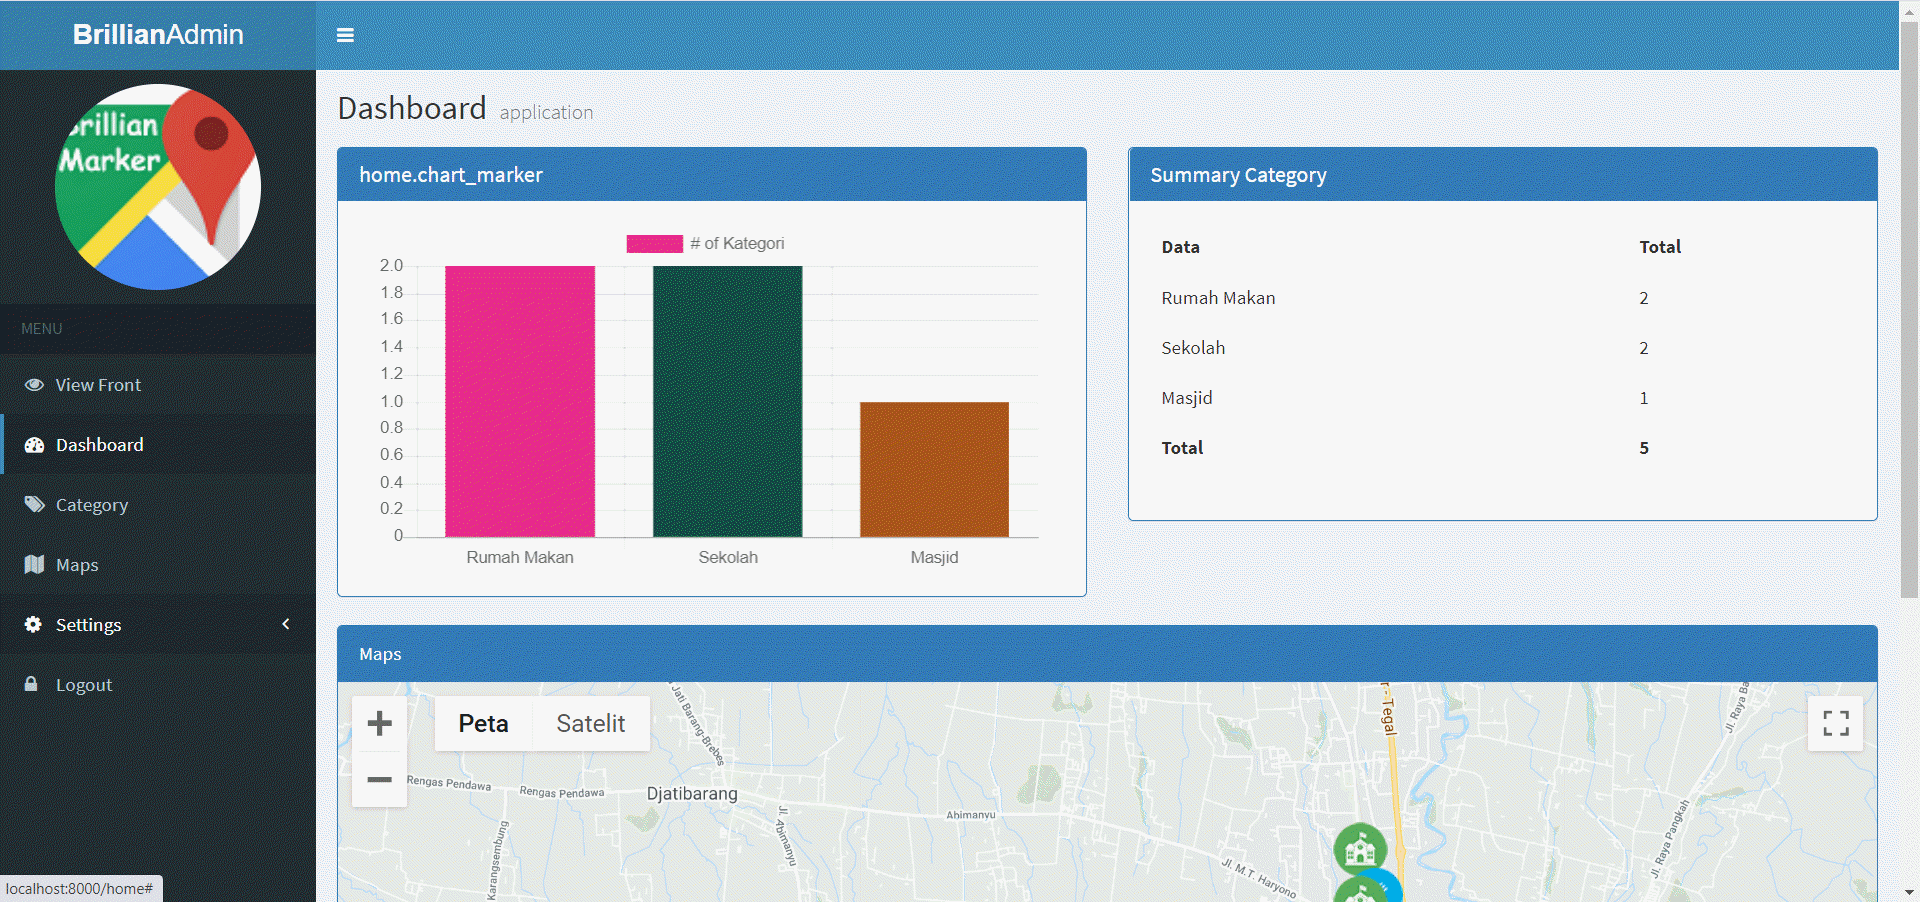 BrillianAdmin
Brillian
Marker
MENU
View Front
Dashboard
Category
Maps
Settings
Logout
localhost:8000/home#
Dashboard application
home.chart_marker
# of Kategori
2.0
1.8
1.6
1.4
1.2
1.0
0.8
0.6
0.4
0.2
0
Rumah Makan Sekolah Masjid
Summary Category
Data Total
Rumah Makan 2
Sekolah 2
Masjid 1
Total 5
Maps
Peta Satelit
Jati Barang-Brebes
r - Tegal
Jl. Raya Ba
Rengas Pendawa
Rengas Pendawa
Djatibarang
Jl. Abimanyu
Abimanyu
Karangsembung
Jl. M.T. Haryono
Jl. Raya Pangkah